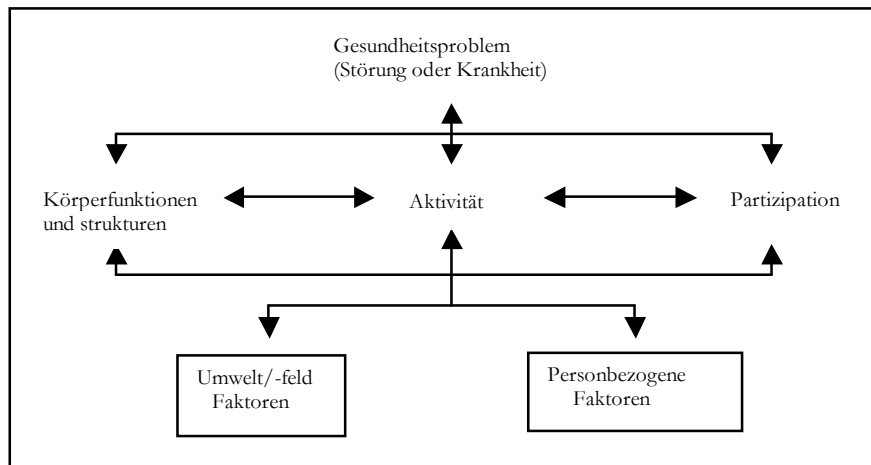 Gesundheitsproblem
(Störung oder Krankheit)
Körperfunktionen
und strukturen
Aktivität
Partizipation
Umwelt/-feld
Faktoren
Personbezogene
Faktoren